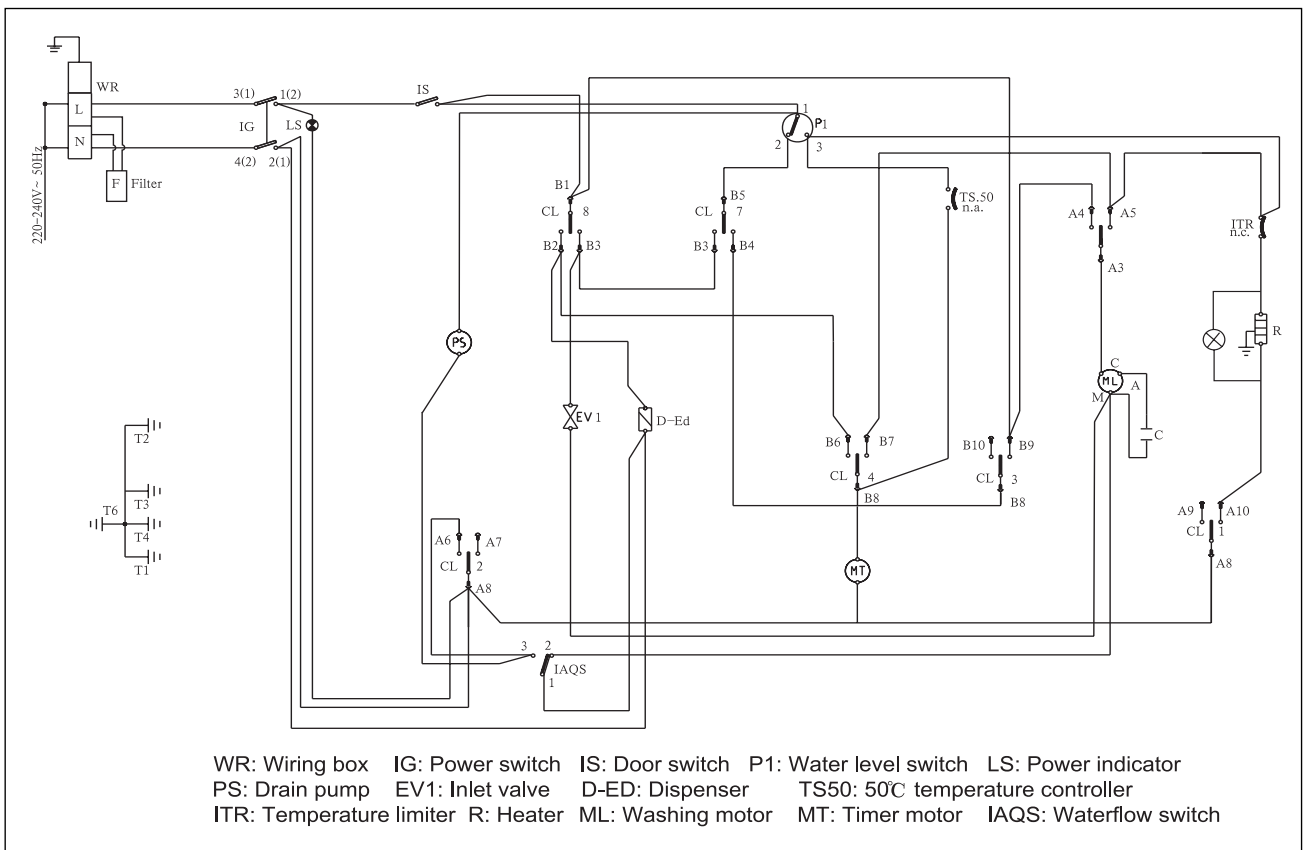 WR
L
N
F Filter
220-240V~ 50Hz
3(1) 1(2)
IG
4(2) 2(1)
LS
IS
1
P1
2 3
B1
CL 8
B2 B3
B5
CL 7
B3 B4
TS.50
n.a.
A4 A5
A3
ITR
n.c.
R
PS
EV1
D-Ed
C
ML A
M
C
B6 B7
CL 4
B8
B10 B9
CL 3
B8
A9 A10
CL 1
A8
T2
T3
T6
T4
T1
A6 A7
CL 2
A8
MT
3 2
IAQS
1
WR: Wiring box IG: Power switch IS: Door switch P1: Water level switch LS: Power indicator
PS: Drain pump EV1: Inlet valve D-ED: Dispenser TS50: 50℃ temperature controller
ITR: Temperature limiter R: Heater ML: Washing motor MT: Timer motor IAQS: Waterflow switch